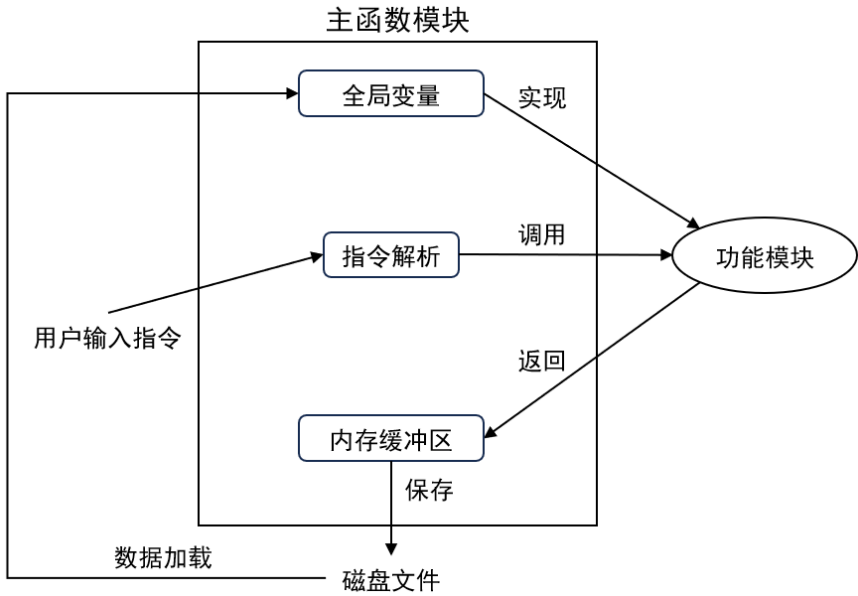 主函数模块
全局变量
实现
调用
指令解析
功能模块
用户输入指令
返回
内存缓冲区
保存
数据加载
磁盘文件